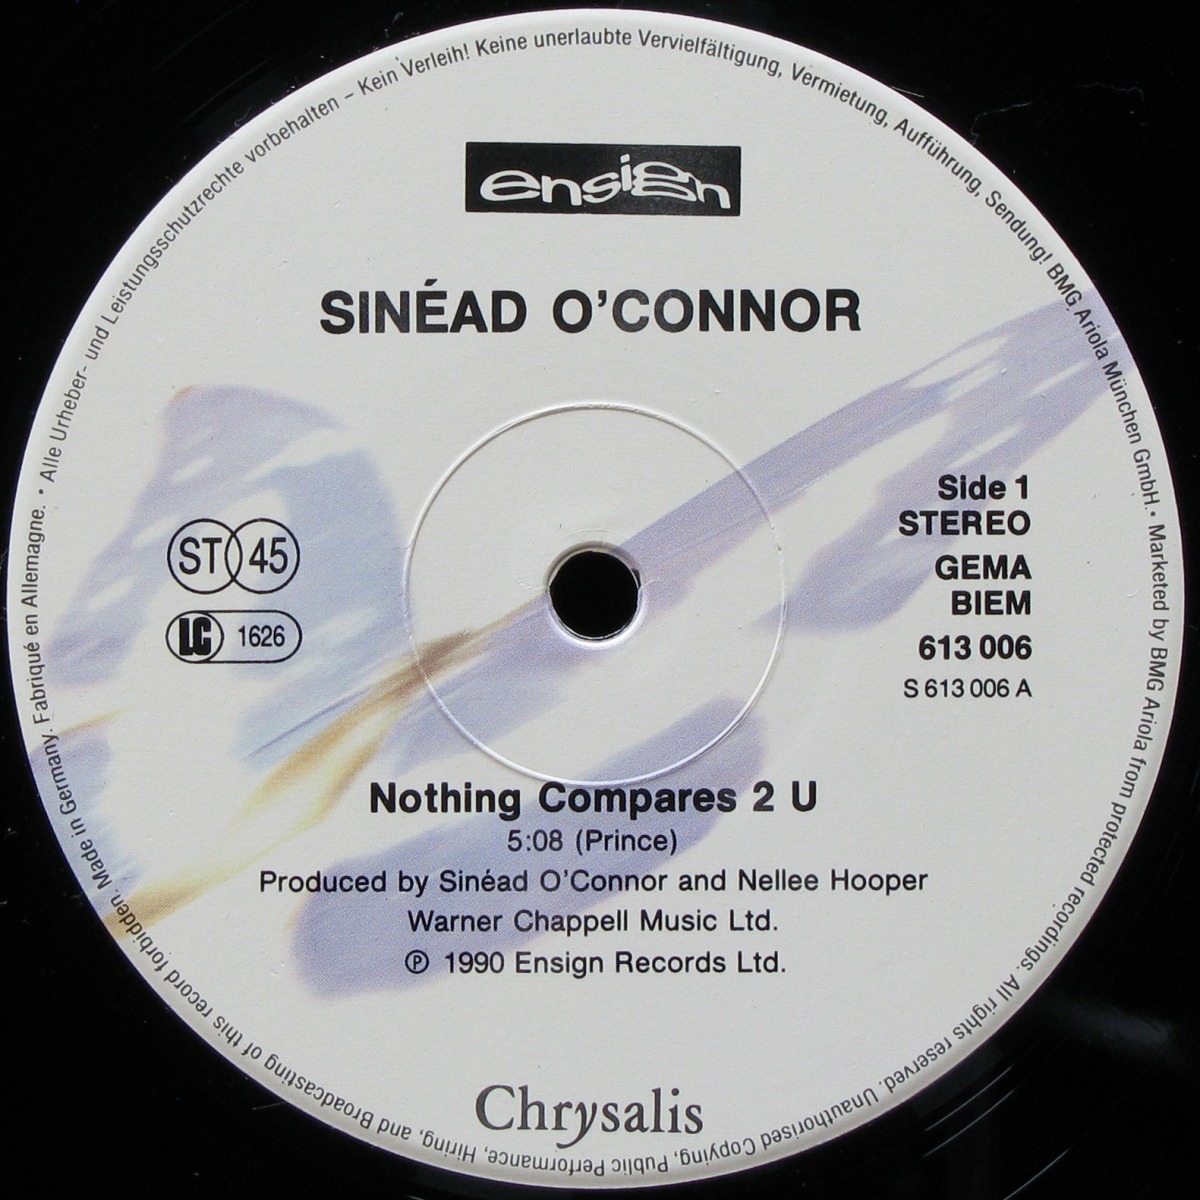 Alle Urheber- und Leistungsschutzrechte vorbehalten – Kein Verleih! Keine unerlaubte Vervielfältigung, Vermietung, Aufführung, Sendung! BMG Ariola München GmbH. • Marketed by BMG Ariola from protected recordings. All rights reserved. Unauthorised Copying, Public Performance, Hiring, and Broadcasting of this record forbidden. Made in Germany. Fabriqué en Allemagne. •
ensign
SINÉAD O'CONNOR
ST 45
LC 1626
Side 1
STEREO
GEMA
BIEM
613 006
S 613 006 A
Nothing Compares 2 U
5:08 (Prince)
Produced by Sinéad O'Connor and Nellee Hooper
Warner Chappell Music Ltd.
℗ 1990 Ensign Records Ltd.
Chrysalis